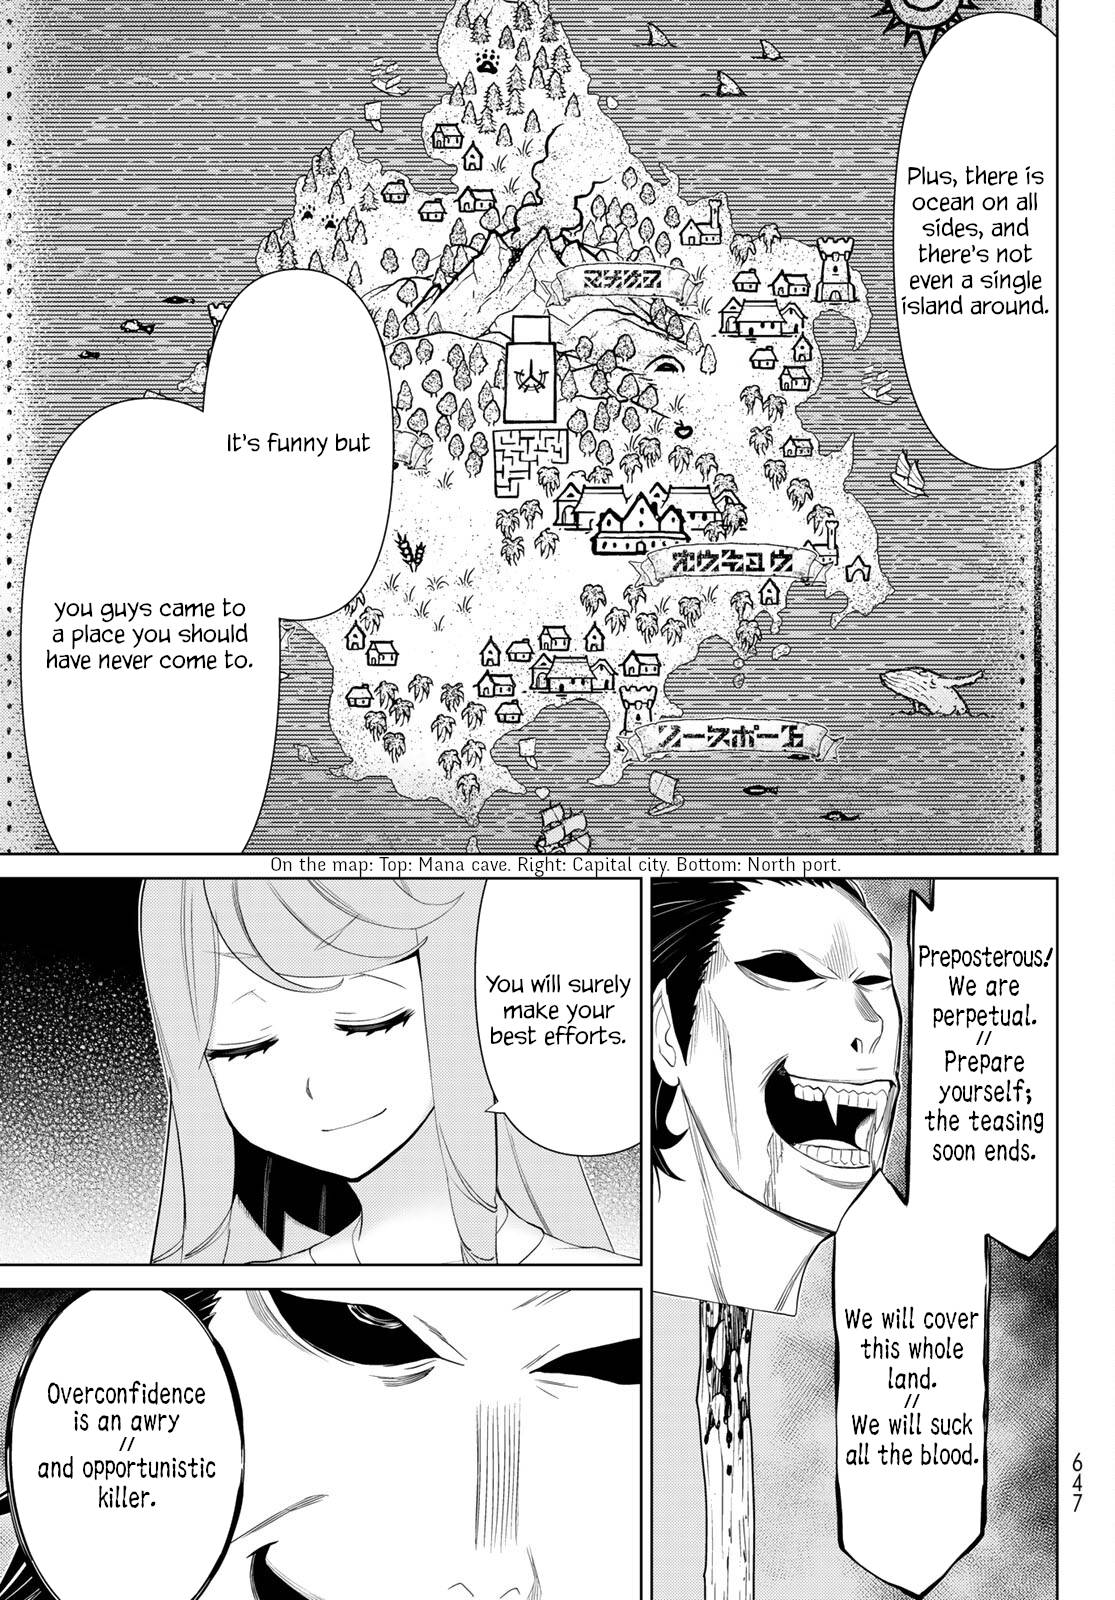 Plus, there is
ocean on all
sides, and
there's not
even a single
island around.
マナクウ
It's funny but
you guys came to
a place you should
have never come to.
オウキュウ
ノースポート
On the map: Top: Mana cave. Right: Capital city. Bottom: North port.
Preposterous!
We are
perpetual.
//
Prepare
yourself;
the teasing
soon ends.
You will surely
make your
best efforts.
We will cover
this whole
land.
//
We will suck
all the blood.
Overconfidence
is an awry
//
and opportunistic
killer.
647